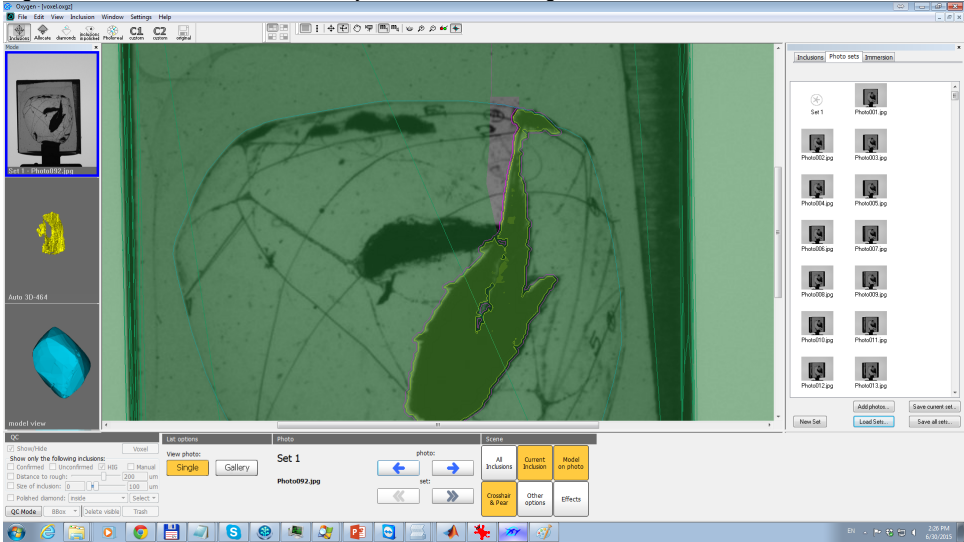 Oxygen - [voxel.oxgz]
File Edit View Inclusion Window Settings Help
Inclusions Allocate diamonds inclusions in polished Photoreal C1 custom C2 custom original
Mode
Set 1 - Photo092.jpg
Auto 3D-464
model view
Inclusions Photo sets Immersion
Set 1 Photo001.jpg
Photo002.jpg Photo003.jpg
Photo004.jpg Photo005.jpg
Photo006.jpg Photo007.jpg
Photo008.jpg Photo009.jpg
Photo010.jpg Photo011.jpg
Photo012.jpg Photo013.jpg
Add photos... Save current set...
New Set Load Sets... Save all sets...
QC
Show/Hide Voxel
Show only the following inclusions:
Confirmed Unconfirmed HIG Manual
Distance to rough: 200 um
Size of inclusion: 0 100 um
Polished diamond: inside Select
QC Mode BBox Delete visible Trash
List options
View photo:
Single Gallery
Photo
Set 1
Photo092.jpg
photo:
set:
Scene
All Inclusions Current Inclusion Model on photo
Crosshair & Pear Other options Effects
EN 2:26 PM
6/30/2015